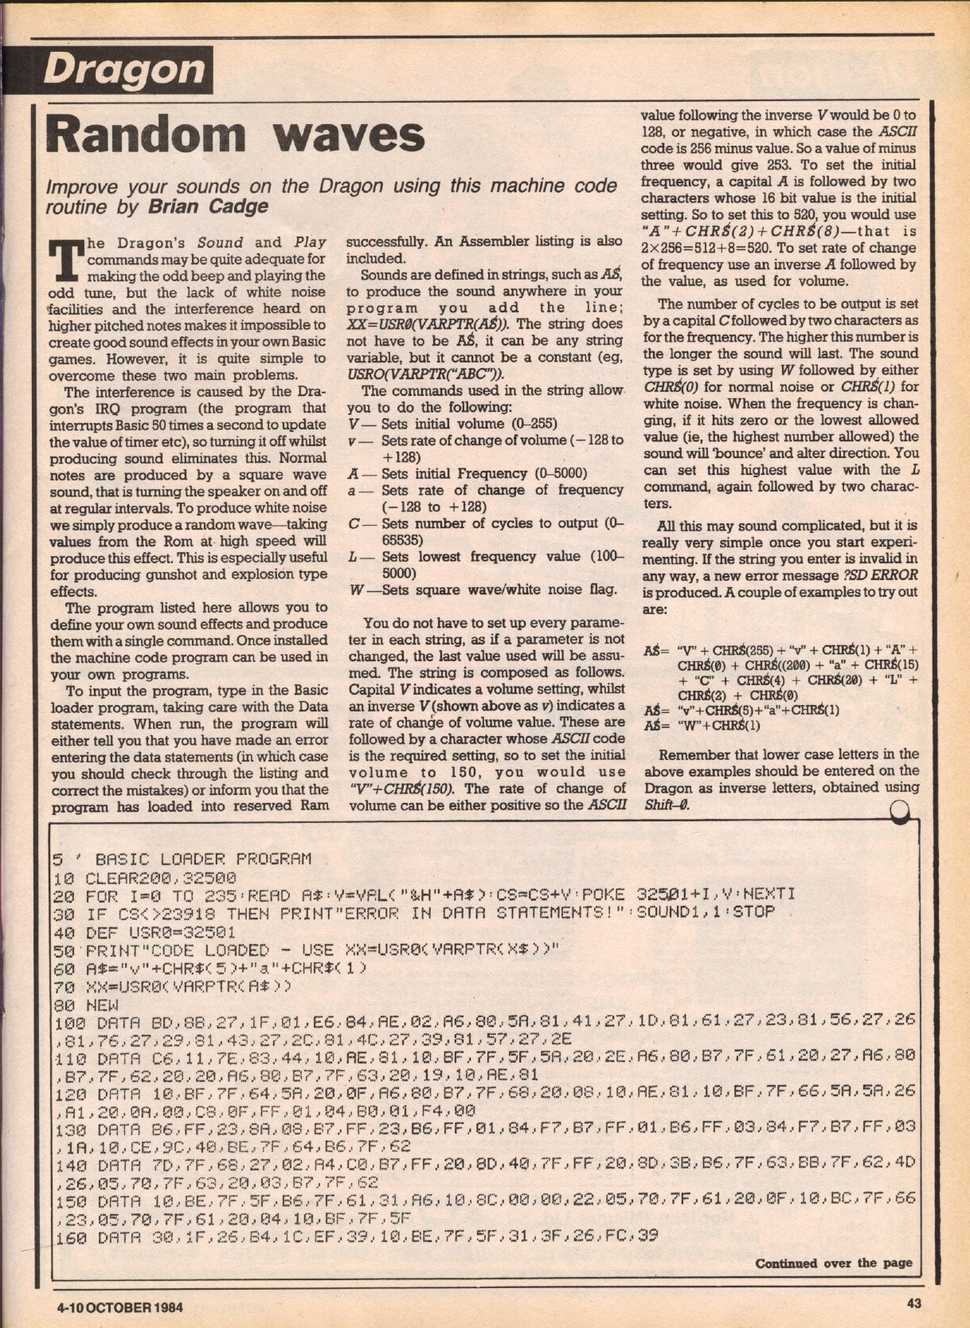 Dragon
Random waves
Improve your sounds on the Dragon using this machine code
routine by Brian Cadge
The Dragon's Sound and Play
commands may be quite adequate for
making the odd beep and playing the
odd tune, but the lack of white noise
facilities and the interference heard on
higher pitched notes makes it impossible to
create good sound effects in your own Basic
games. However, it is quite simple to
overcome these two main problems.
The interference is caused by the Dra-
gon's IRQ program (the program that
interrupts Basic 50 times a second to update
the value of timer etc), so turning it off whilst
producing sound eliminates this. Normal
notes are produced by a square wave
sound, that is turning the speaker on and off
at regular intervals. To produce white noise
we simply produce a random wave—taking
values from the Rom at high speed will
produce this effect. This is especially useful
for producing gunshot and explosion type
effects.
The program listed here allows you to
define your own sound effects and produce
them with a single command. Once installed
the machine code program can be used in
your own programs.
To input the program, type in the Basic
loader program, taking care with the Data
statements. When run, the program will
either tell you that you have made an error
entering the data statements (in which case
you should check through the listing and
correct the mistakes) or inform you that the
program has loaded into reserved Ram
successfully. An Assembler listing is also
included.
Sounds are defined in strings, such as A$,
to produce the sound anywhere in your
program you add the line;
XX=USR0(VARPTR(A$)). The string does
not have to be A$, it can be any string
variable, but it cannot be a constant (eg,
USRO(VARPTR("ABC")).
The commands used in the string allow
you to do the following:
V— Sets initial volume (0–255)
v— Sets rate of change of volume (−128 to
+128)
A— Sets initial Frequency (0–5000)
a— Sets rate of change of frequency
(−128 to +128)
C— Sets number of cycles to output (0–
65535)
L— Sets lowest frequency value (100–
5000)
W—Sets square wave/white noise flag.
You do not have to set up every parame-
ter in each string, as if a parameter is not
changed, the last value used will be assu-
med. The string is composed as follows.
Capital V indicates a volume setting, whilst
an inverse V (shown above as v) indicates a
rate of change of volume value. These are
followed by a character whose ASCII code
is the required setting, so to set the initial
volume to 150, you would use
"V"+CHR$(150). The rate of change of
volume can be either positive so the ASCII
value following the inverse V would be 0 to
128, or negative, in which case the ASCII
code is 256 minus value. So a value of minus
three would give 253. To set the initial
frequency, a capital A is followed by two
characters whose 16 bit value is the initial
setting. So to set this to 520, you would use
"A"+CHR$(2)+CHR$(8)—that is
2×256=512+8=520. To set rate of change
of frequency use an inverse A followed by
the value, as used for volume.
The number of cycles to be output is set
by a capital C followed by two characters as
for the frequency. The higher this number is
the longer the sound will last. The sound
type is set by using W followed by either
CHR$(0) for normal noise or CHR$(1) for
white noise. When the frequency is chan-
ging, if it hits zero or the lowest allowed
value (ie, the highest number allowed) the
sound will 'bounce' and alter direction. You
can set this highest value with the L
command, again followed by two charac-
ters.
All this may sound complicated, but it is
really very simple once you start experi-
menting. If the string you enter is invalid in
any way, a new error message ?SD ERROR
is produced. A couple of examples to try out
are:
A$= "V" + CHR$(255) + "v" + CHR$(1) + "A" +
CHR$(0) + CHR$((200) + "a" + CHR$(15)
+ "C" + CHR$(4) + CHR$(20) + "L" +
CHR$(2) + CHR$(0)
A$= "v"+CHR$(5)+"a"+CHR$(1)
A$= "W"+CHR$(1)
Remember that lower case letters in the
above examples should be entered on the
Dragon as inverse letters, obtained using
Shift–0.
5 ' BASIC LOADER PROGRAM
10 CLEAR200,32500
20 FOR I=0 TO 235:READ A$:V=VAL("&H"+A$):CS=CS+V:POKE 32501+I,V:NEXTI
30 IF CS<>23918 THEN PRINT"ERROR IN DATA STATEMENTS!":SOUND1,1:STOP
40 DEF USR0=32501
50 PRINT"CODE LOADED - USE XX=USR0(VARPTR(X$))"
60 A$="v"+CHR$(5)+"a"+CHR$(1)
70 XX=USR0(VARPTR(A$))
80 NEW
100 DATA BD,8B,27,1F,01,E6,84,AE,02,A6,80,5A,81,41,27,1D,81,61,27,23,81,56,27,26
,81,76,27,29,81,43,27,2C,81,4C,27,39,81,57,27,2E
110 DATA C6,11,7E,83,44,10,AE,81,10,BF,7F,5F,5A,20,2E,A6,80,B7,7F,61,20,27,A6,80
,B7,7F,62,20,20,A6,80,B7,7F,63,20,19,10,AE,81
120 DATA 10,BF,7F,64,5A,20,0F,A6,80,B7,7F,68,20,08,10,AE,81,10,BF,7F,66,5A,5A,26
,A1,20,0A,00,C8,0F,FF,01,04,B0,01,F4,00
130 DATA B6,FF,23,8A,08,B7,FF,23,B6,FF,01,84,F7,B7,FF,01,B6,FF,03,84,F7,B7,FF,03
,1A,10,CE,9C,40,BE,7F,64,B6,7F,62
140 DATA 7D,7F,68,27,02,A4,C0,B7,FF,20,8D,40,7F,FF,20,8D,3B,B6,7F,63,BB,7F,62,4D
,26,05,70,7F,63,20,03,B7,7F,62
150 DATA 10,BE,7F,5F,B6,7F,61,31,A6,10,8C,00,00,22,05,70,7F,61,20,0F,10,BC,7F,66
,23,05,70,7F,61,20,04,10,BF,7F,5F
160 DATA 30,1F,26,B4,1C,EF,39,10,BE,7F,5F,31,3F,26,FC,39
Continued over the page
4-10 OCTOBER 1984
43